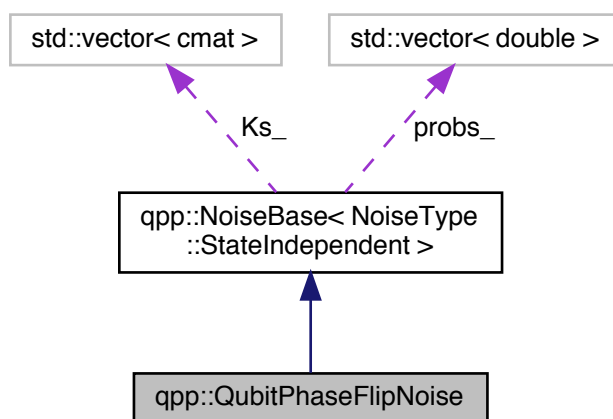 std::vector< cmat >
std::vector< double >
Ks_
probs_
qpp::NoiseBase< NoiseType
::StateIndependent >
qpp::QubitPhaseFlipNoise